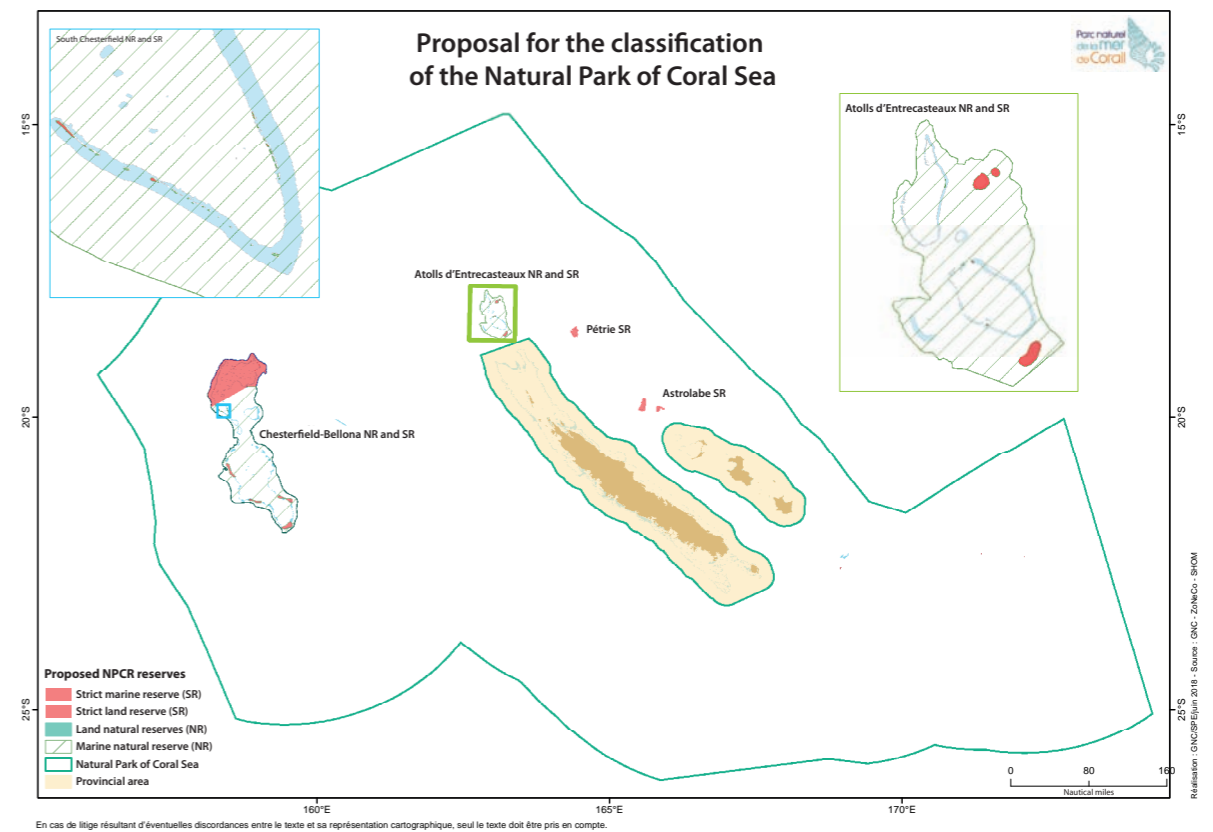 Proposal for the classification
of the Natural Park of Coral Sea
Parc naturel
de la mer
de Corail
South Chesterfield NR and SR
Atolls d'Entrecasteaux NR and SR
15°S
15°S
Atolls d'Entrecasteaux NR and SR
Pétrie SR
Astrolabe SR
20°S
20°S
Chesterfield-Bellona NR and SR
Proposed NPCR reserves
Strict marine reserve (SR)
Strict land reserve (SR)
Land natural reserves (NR)
Marine natural reserve (NR)
Natural Park of Coral Sea
Provincial area
25°S
25°S
0 80 160
Nautical miles
160°E
165°E
170°E
Réalisation : GNC/SPE/juin 2018 - Source : GNC - ZoNeCo - SHOM
En cas de litige résultant d'éventuelles discordances entre le texte et sa représentation cartographique, seul le texte doit être pris en compte.